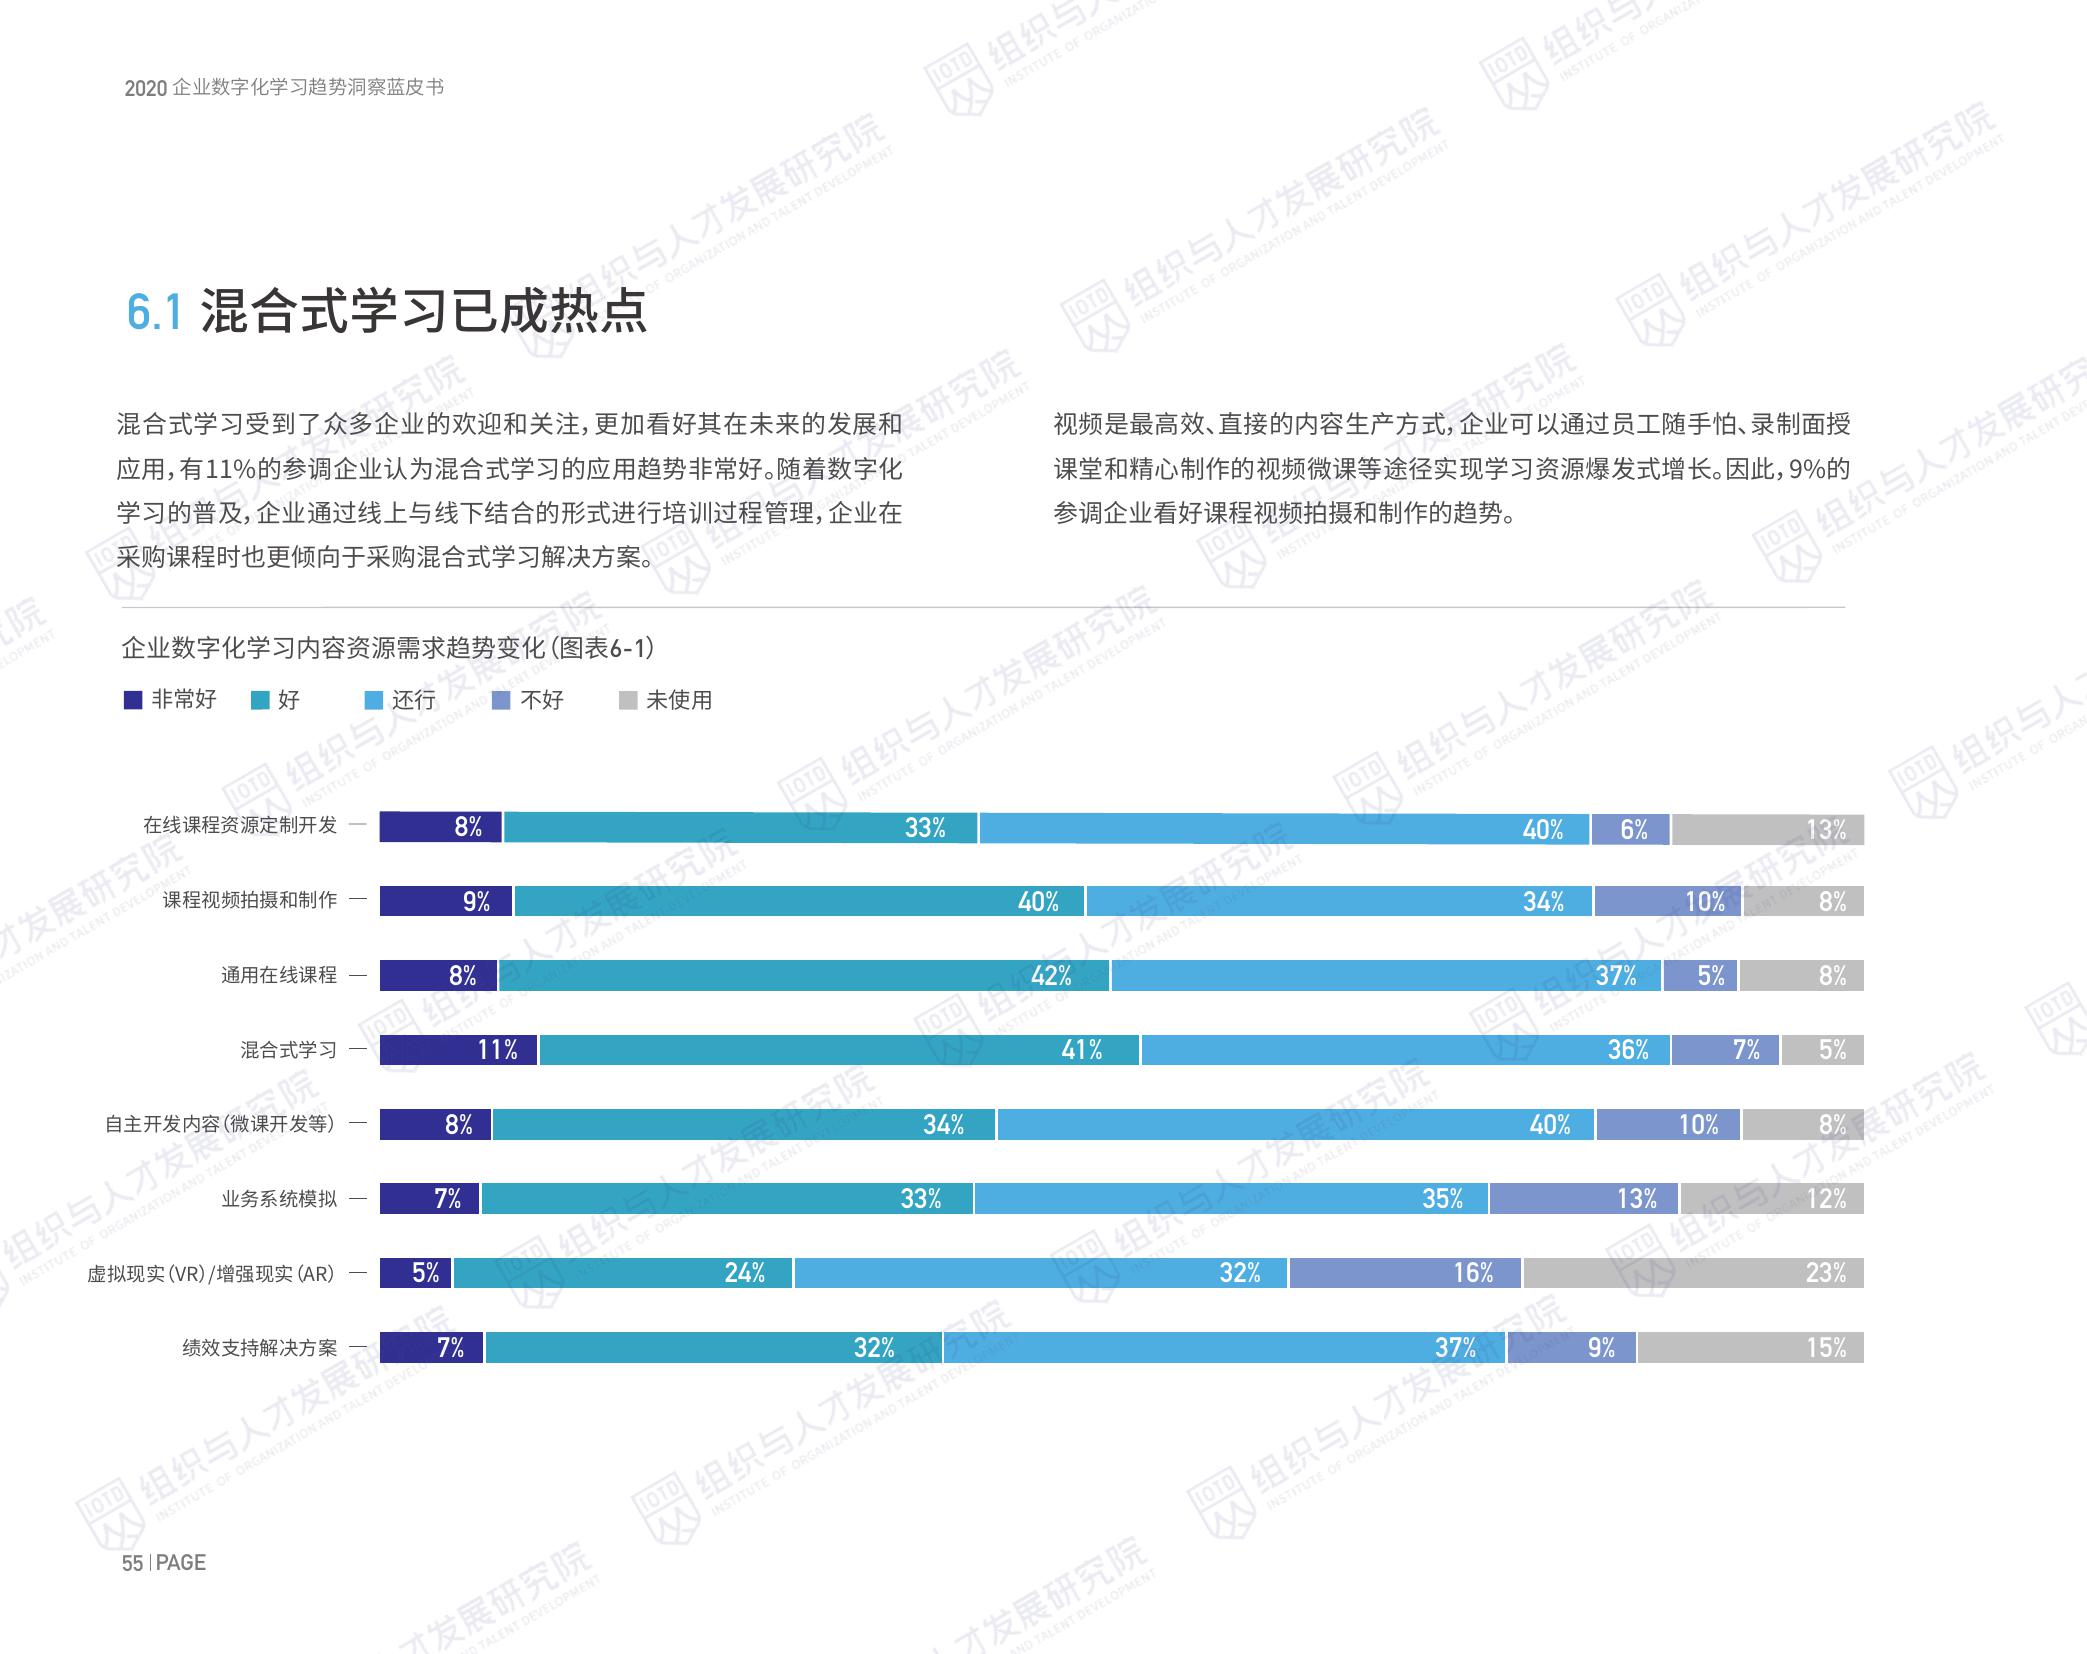 2020 企业数字化学习趋势洞察蓝皮书
6.1 混合式学习已成热点
混合式学习受到了众多企业的欢迎和关注，更加看好其在未来的发展和
应用，有11%的参调企业认为混合式学习的应用趋势非常好。随着数字化
学习的普及，企业通过线上与线下结合的形式进行培训过程管理，企业在
采购课程时也更倾向于采购混合式学习解决方案。
视频是最高效、直接的内容生产方式，企业可以通过员工随手怕、录制面授
课堂和精心制作的视频微课等途径实现学习资源爆发式增长。因此，9%的
参调企业看好课程视频拍摄和制作的趋势。
企业数字化学习内容资源需求趋势变化（图表6-1）
非常好 好 还行 不好 未使用
在线课程资源定制开发 8% 33% 40% 6% 13%
课程视频拍摄和制作 9% 40% 34% 10% 8%
通用在线课程 8% 42% 37% 5% 8%
混合式学习 11% 41% 36% 7% 5%
自主开发内容（微课开发等） 8% 34% 40% 10% 8%
业务系统模拟 7% 33% 35% 13% 12%
虚拟现实（VR）/增强现实（AR） 5% 24% 32% 16% 23%
绩效支持解决方案 7% 32% 37% 9% 15%
55 | PAGE
IOTD 组织与人才发展研究院
INSTITUTE OF ORGANIZATION AND TALENT DEVELOPMENT